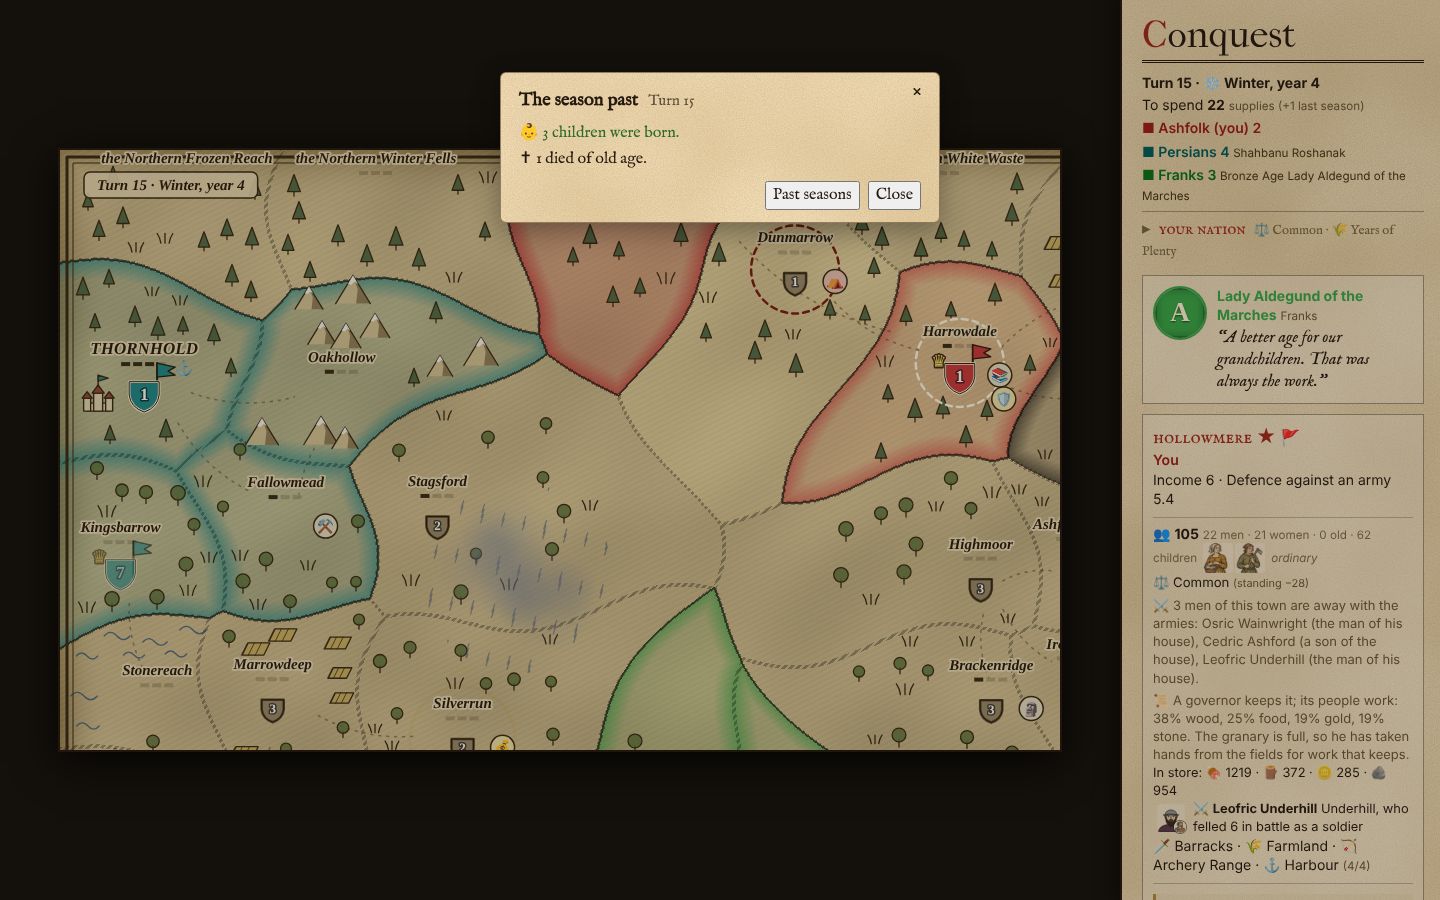 The season past Turn 15
×
👶 3 children were born.
✝ 1 died of old age.
Past seasons Close
the Northern Frozen Reach
the Northern Winter Fells
White Waste
Turn 15 · Winter, year 4
Dunmarrow
1
THORNHOLD
1
Oakhollow
Harrowdale
1
Fallowmead
Stagsford
2
Kingsbarrow
7
Highmoor
3
Stonereach
Marrowdeep
3
Silverrun
Brackenridge
3
Conquest
Turn 15 · ❄️ Winter, year 4
To spend 22 supplies (+1 last season)
■ Ashfolk (you) 2
■ Persians 4 Shahbanu Roshanak
■ Franks 3 Bronze Age Lady Aldegund of the
Marches
▶ YOUR NATION ⚖️ Common · 🌾 Years of
Plenty
A
Lady Aldegund of the
Marches Franks
“A better age for our
grandchildren. That was
always the work.”
HOLLOWMERE ★ 🚩
You
Income 6 · Defence against an army
5.4
👥 105 22 men · 21 women · 0 old · 62
children ordinary
⚖️ Common (standing −28)
⚔️ 3 men of this town are away with the
armies: Osric Wainwright (the man of his
house), Cedric Ashford (a son of the
house), Leofric Underhill (the man of his
house).
📜 A governor keeps it; its people work:
38% wood, 25% food, 19% gold, 19%
stone. The granary is full, so he has taken
hands from the fields for work that keeps.
In store: 🍖 1219 · 🪵 372 · 🪙 285 · 🪨
954
⚔️ Leofric Underhill Underhill, who
felled 6 in battle as a soldier
🗡️ Barracks · 🌾 Farmland · 🏹
Archery Range · ⚓ Harbour (4/4)